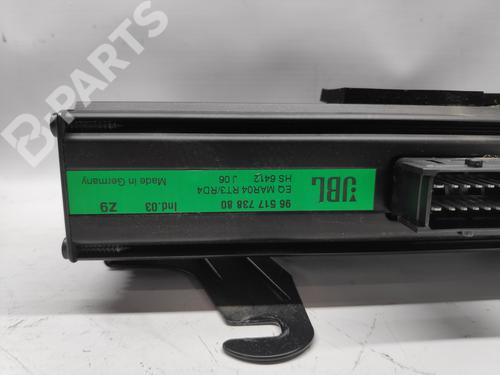 JBL
96 517 738 80
EQ MAR04 RT3/RD4
HS 6412 J.06
Ind.03 Z9
Made in Germany
B-PARTS